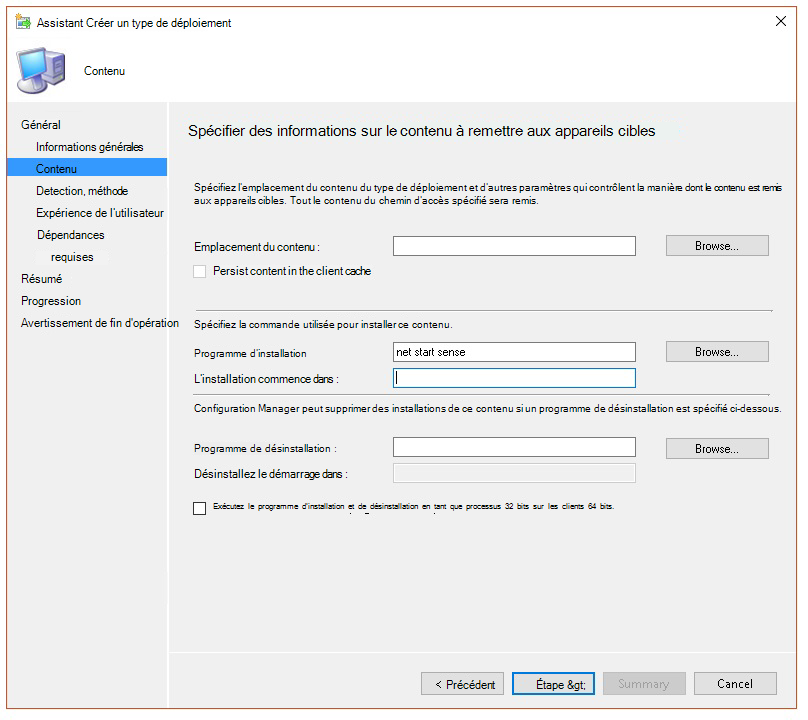 Assistant Créer un type de déploiement
Contenu
Général
Informations générales
Contenu
Detection, méthode
Expérience de l'utilisateur
Dépendances
requises
Résumé
Progression
Avertissement de fin d'opération
Spécifier des informations sur le contenu à remettre aux appareils cibles
Spécifiez l'emplacement du contenu du type de déploiement et d'autres paramètres qui contrôlent la manière dont le contenu est remis
aux appareils cibles. Tout le contenu du chemin d'accès spécifié sera remis.
Emplacement du contenu :
Browse...
Persist content in the client cache
Spécifiez la commande utilisée pour installer ce contenu.
Programme d'installation
net start sense
Browse...
L'installation commence dans :
Configuration Manager peut supprimer des installations de ce contenu si un programme de désinstallation est spécifié ci-dessous.
Programme de désinstallation :
Browse...
Désinstallez le démarrage dans :
Exécutez le programme d'installation et de désinstallation en tant que processus 32 bits sur les clients 64 bits.
< Précédent
Étape &gt;
Summary
Cancel